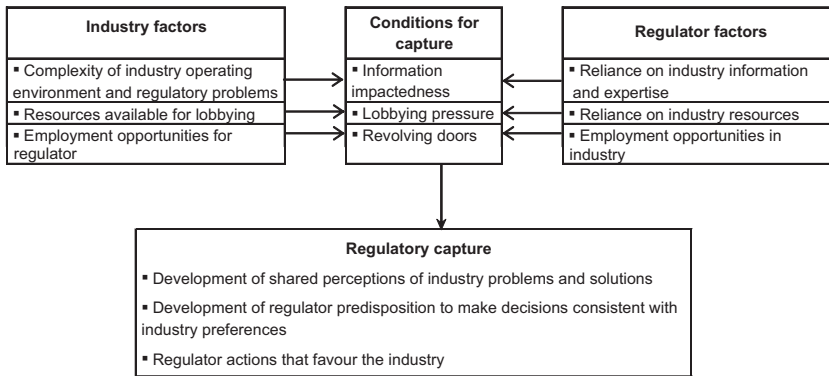 Industry factors
▪ Complexity of industry operating
environment and regulatory problems
▪ Resources available for lobbying
▪ Employment opportunities for
regulator
Conditions for
capture
▪ Information
impactedness
▪ Lobbying pressure
▪ Revolving doors
Regulator factors
▪ Reliance on industry information
and expertise
▪ Reliance on industry resources
▪ Employment opportunities in
industry
Regulatory capture
▪ Development of shared perceptions of industry problems and solutions
▪ Development of regulator predisposition to make decisions consistent with
industry preferences
▪ Regulator actions that favour the industry